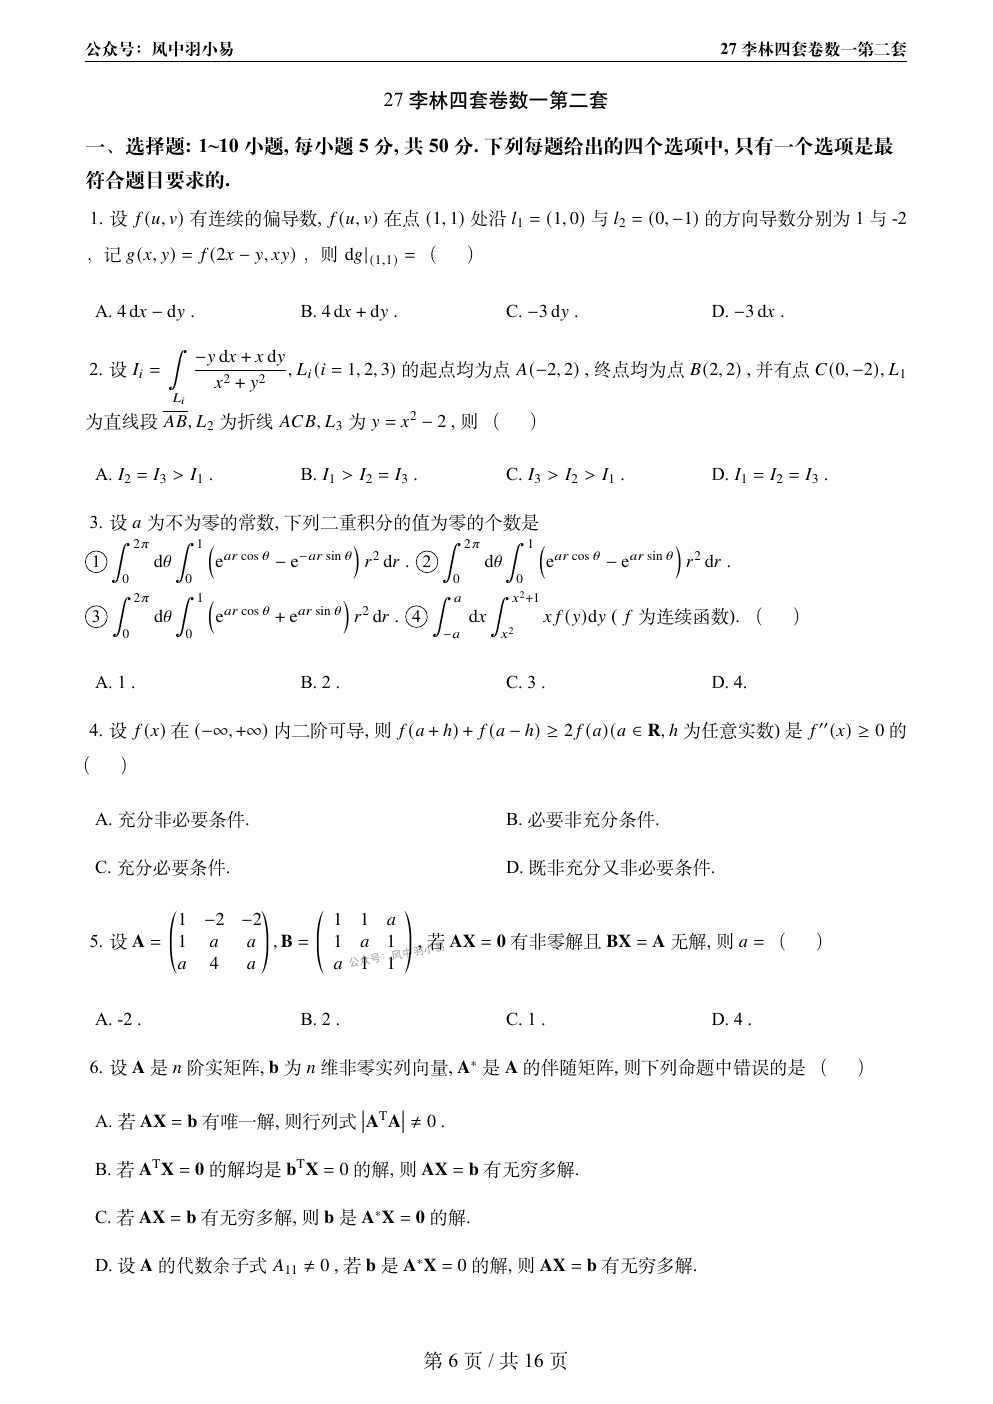 公众号：风中羽小易 27 李林四套卷数一第二套
27 李林四套卷数一第二套
一、选择题: 1~10 小题, 每小题 5 分, 共 50 分. 下列每题给出的四个选项中, 只有一个选项是最
符合题目要求的.
1. 设 f(u, v) 有连续的偏导数, f(u, v) 在点 (1, 1) 处沿 l₁ = (1, 0) 与 l₂ = (0, −1) 的方向导数分别为 1 与 -2
，记 g(x, y) = f(2x − y, xy) ，则 dg|₍₁,₁₎ = （ ）
A. 4 dx − dy . B. 4 dx + dy . C. −3 dy . D. −3 dx .
2. 设 Iᵢ = ∫_{Lᵢ} (−y dx + x dy)/(x² + y²), Lᵢ(i = 1, 2, 3) 的起点均为点 A(−2, 2) , 终点均为点 B(2, 2) , 并有点 C(0, −2), L₁
为直线段 \overline{AB}, L₂ 为折线 ACB, L₃ 为 y = x² − 2 , 则 （ ）
A. I₂ = I₃ > I₁ . B. I₁ > I₂ = I₃ . C. I₃ > I₂ > I₁ . D. I₁ = I₂ = I₃ .
3. 设 a 为不为零的常数, 下列二重积分的值为零的个数是
① ∫_0^{2π} dθ ∫_0^1 (e^{ar cos θ} − e^{−ar sin θ}) r² dr . ② ∫_0^{2π} dθ ∫_0^1 (e^{ar cos θ} − e^{ar sin θ}) r² dr .
③ ∫_0^{2π} dθ ∫_0^1 (e^{ar cos θ} + e^{ar sin θ}) r² dr . ④ ∫_{−a}^{a} dx ∫_{x²}^{x²+1} x f(y)dy ( f 为连续函数). （ ）
A. 1 . B. 2 . C. 3 . D. 4.
4. 设 f(x) 在 (−∞, +∞) 内二阶可导, 则 f(a + h) + f(a − h) ≥ 2f(a)(a ∈ R, h 为任意实数) 是 f′′(x) ≥ 0 的
（ ）
A. 充分非必要条件. B. 必要非充分条件.
C. 充分必要条件. D. 既非充分又非必要条件.
5. 设 A = (1 −2 −2; 1 a a; a 4 a), B = (1 1 a; 1 a 1; a 1 1), 若 AX = 0 有非零解且 BX = A 无解, 则 a = （ ）
公众号：风中羽小易
A. -2 . B. 2 . C. 1 . D. 4 .
6. 设 A 是 n 阶实矩阵, b 为 n 维非零实列向量, A* 是 A 的伴随矩阵, 则下列命题中错误的是 （ ）
A. 若 AX = b 有唯一解, 则行列式 |AᵀA| ≠ 0 .
B. 若 AᵀX = 0 的解均是 bᵀX = 0 的解, 则 AX = b 有无穷多解.
C. 若 AX = b 有无穷多解, 则 b 是 A*X = 0 的解.
D. 设 A 的代数余子式 A₁₁ ≠ 0 , 若 b 是 A*X = 0 的解, 则 AX = b 有无穷多解.
第 6 页 / 共 16 页